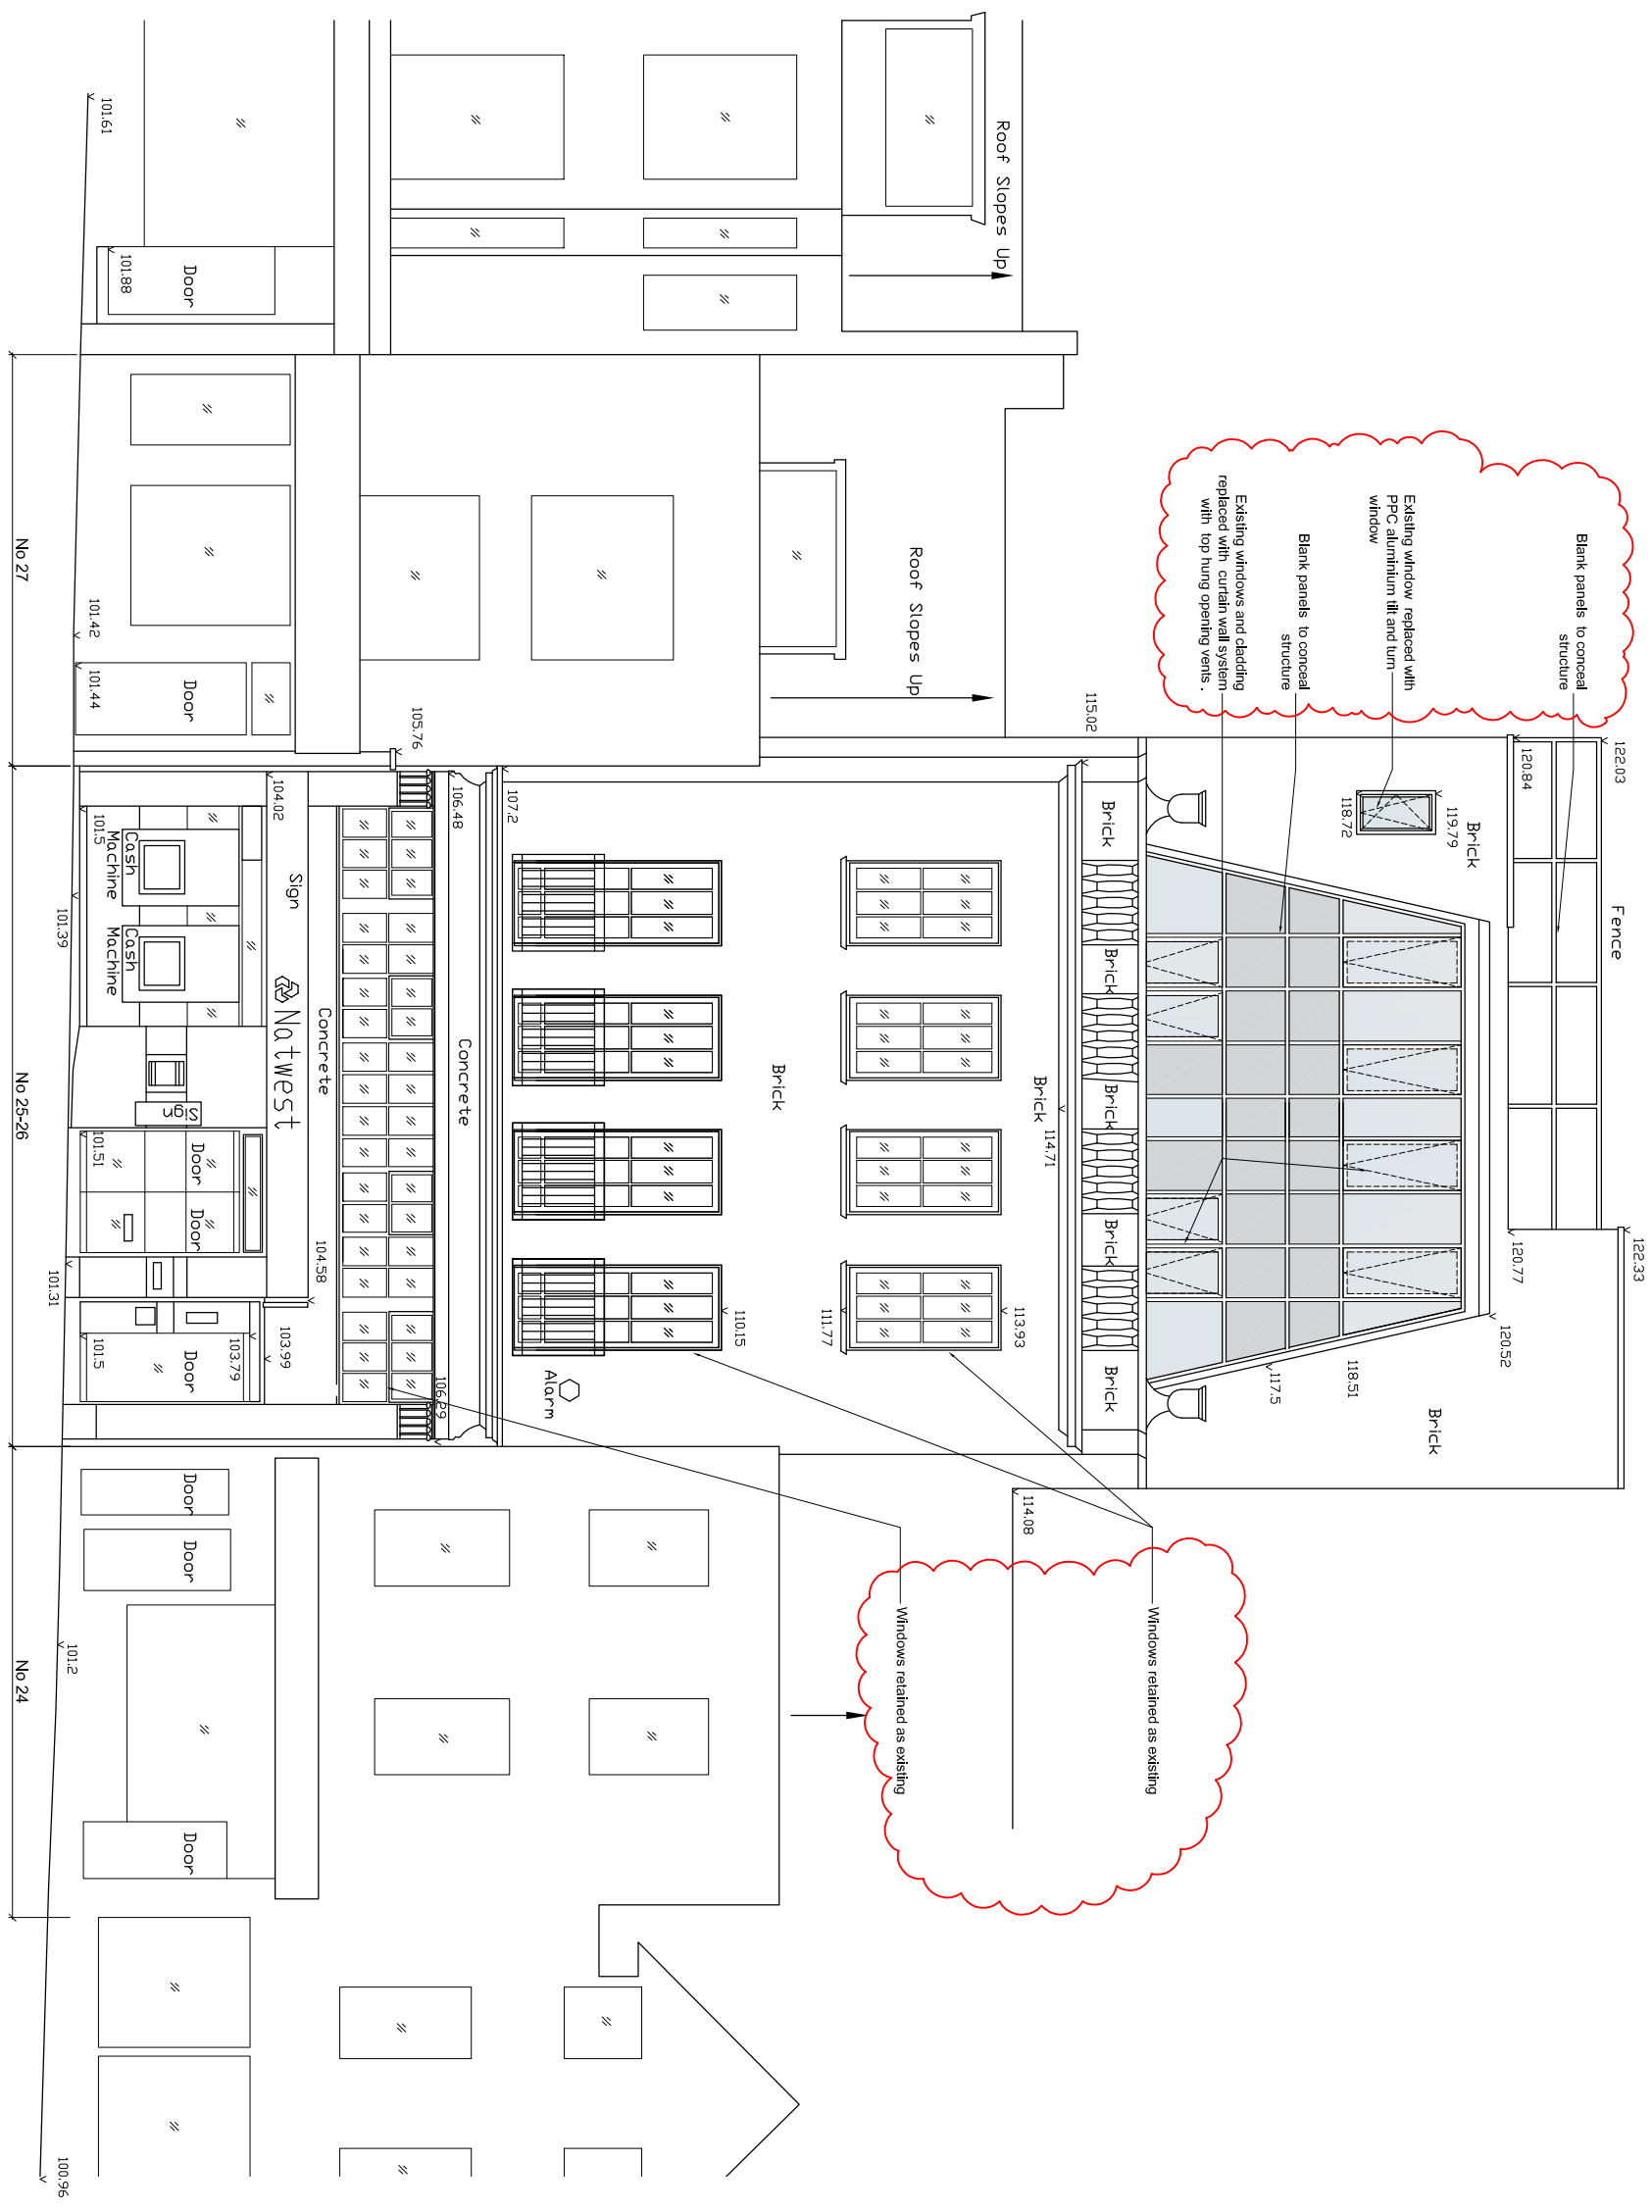 Fence
122.03
122.33
Blank panels to conceal
structure
120.84
120.77
120.52
Existing window replaced with
PPC aluminium tilt and turn
window
Brick
119.79
118.72
118.51
117.5
Brick
Blank panels to conceal
structure
Existing windows and cladding
replaced with curtain wall system
with top hung opening vents .
Windows retained as existing
Windows retained as existing
115.02
Brick
Brick
Brick
Brick
Brick
Roof Slopes Up
Roof Slopes Up
114.71
Brick
114.08
113.93
111.77
Brick
110.15
Alarm
107.2
106.48
Concrete
106.29
105.76
Concrete
104.58
104.02
Sign
Natwest
103.99
103.79
Door
101.5
Door
Door
101.51
Sign
Cash
Machine
Cash
Machine
101.5
Door
101.88
Door
101.44
Door
Door
Door
101.61
101.42
101.39
101.31
101.2
100.96
No 27
No 25-26
No 24